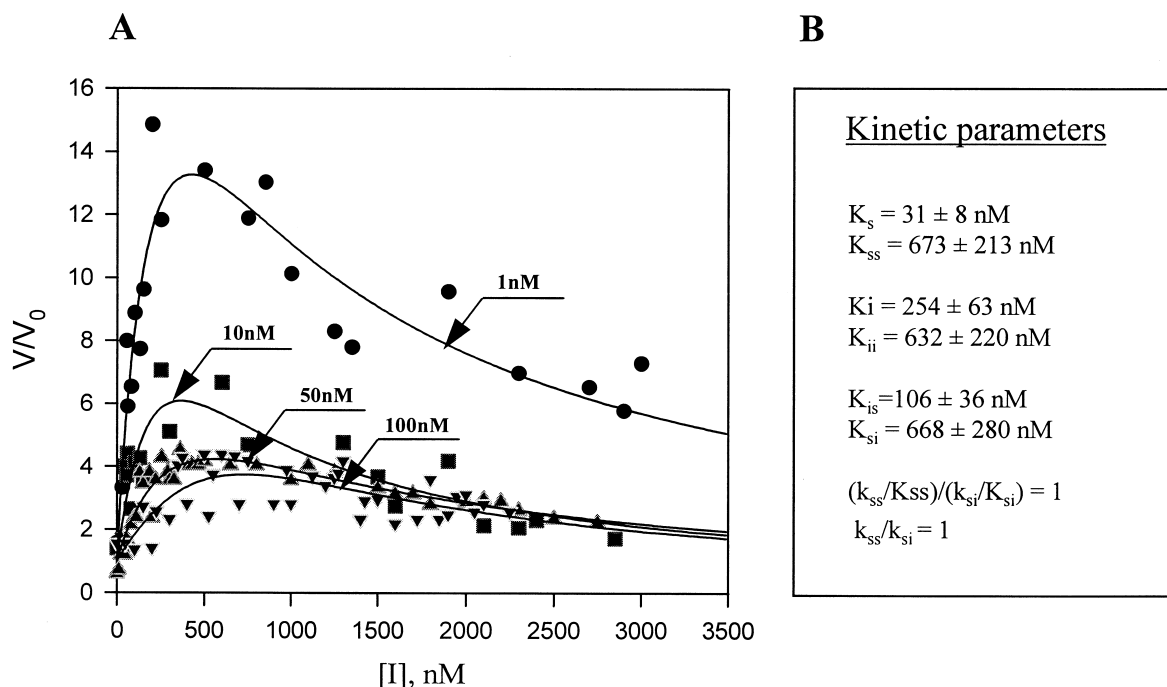 A
B
16
14
12
10
8
6
4
2
0
V/V0
1nM
10nM
50nM
100nM
0
500
1000
1500
2000
2500
3000
3500
[I], nM
Kinetic parameters
Ks = 31 ± 8 nM
Kss = 673 ± 213 nM
Ki = 254 ± 63 nM
Kii = 632 ± 220 nM
Kis=106 ± 36 nM
Ksi = 668 ± 280 nM
(kss/Kss)/(ksi/Ksi) = 1
kss/ksi = 1